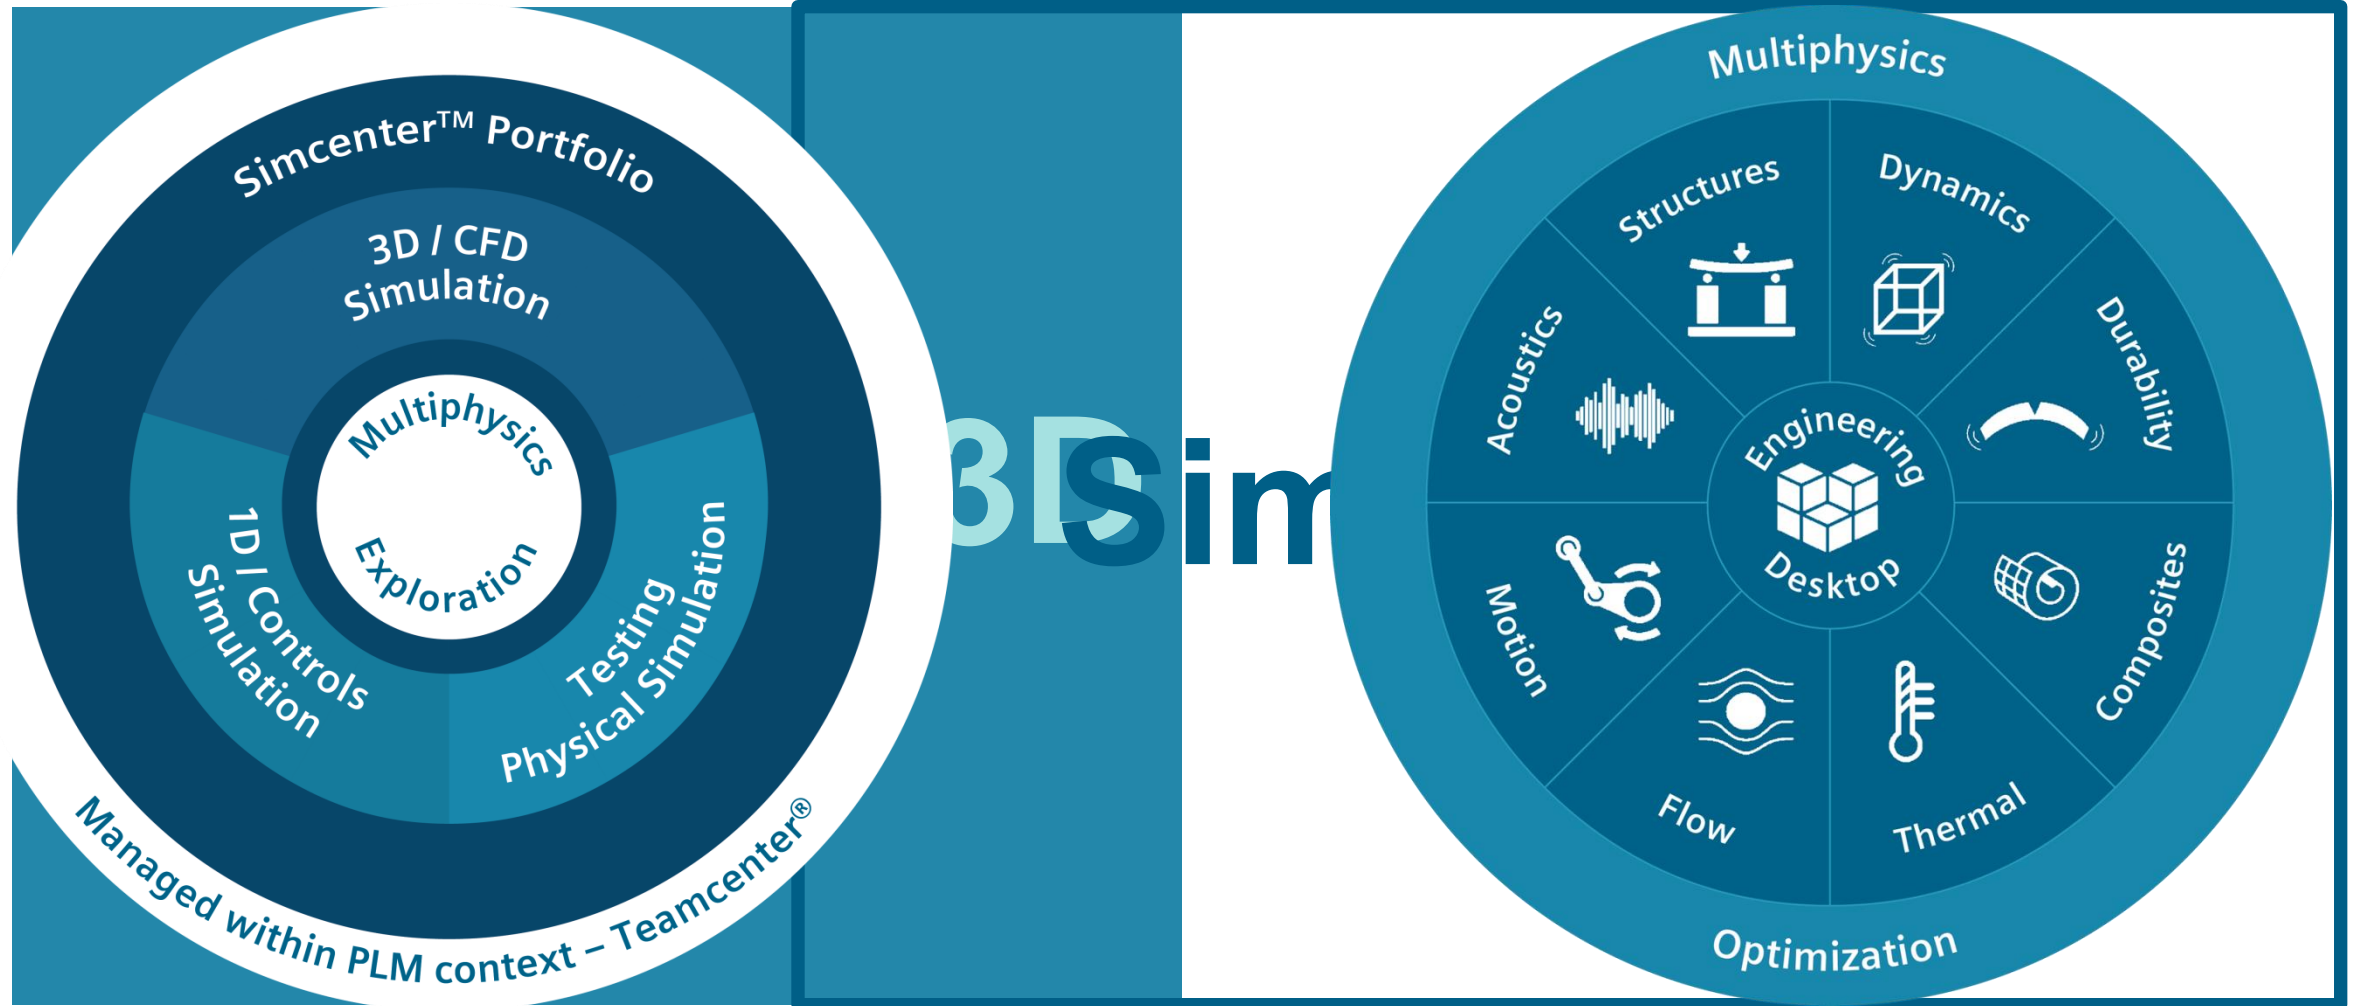 Simcenter™ Portfolio
3D / CFD
Simulation
Multiphysics
Exploration
1D / Controls
Simulation
Testing
Physical Simulation
Managed within PLM context – Teamcenter®
3D
Sim
Multiphysics
Structures
Dynamics
Acoustics
Durability
Engineering
Desktop
Motion
Composites
Flow
Thermal
Optimization